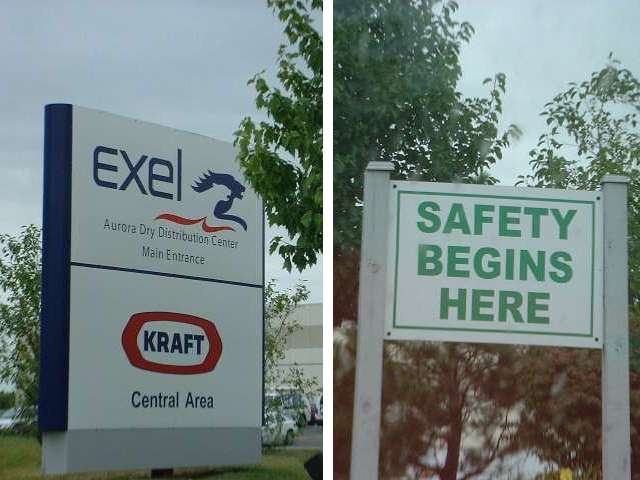 EXEL
Aurora Dry Distribution Center
Main Entrance
KRAFT
Central Area
SAFETY
BEGINS
HERE